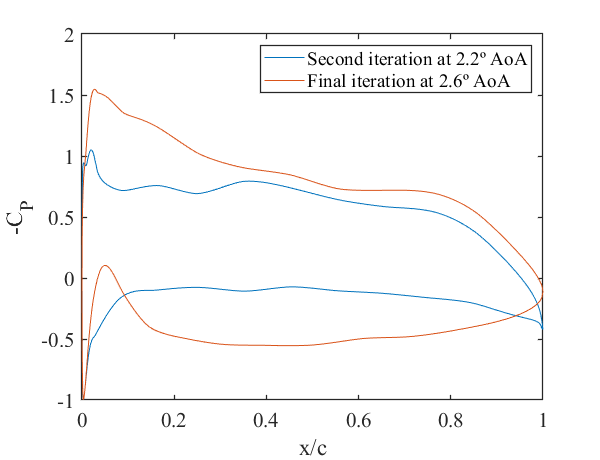 2
Second iteration at 2.2º AoA
Final iteration at 2.6º AoA
1.5
1
0.5
-C_P
0
-0.5
-1
0 0.2 0.4 0.6 0.8 1
x/c